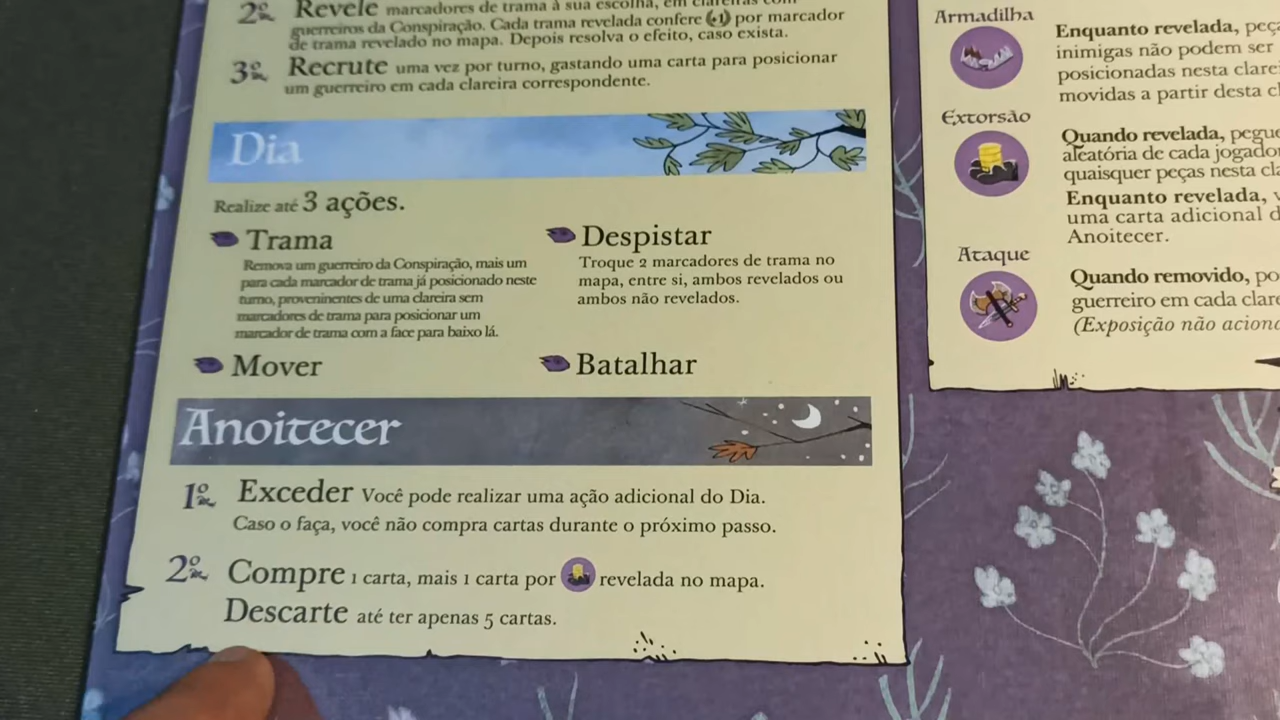 2º Revele marcadores de trama à sua escolha, em clareiras com
guerreiros da Conspiração. Cada trama revelada confere +1 por marcador
de trama revelado no mapa. Depois resolva o efeito, caso exista.
3º Recrute uma vez por turno, gastando uma carta para posicionar
um guerreiro em cada clareira correspondente.
Dia
Realize até 3 ações.
Trama
Remova um guerreiro da Conspiração, mais um
para cada marcador de trama já posicionado neste
turno, proveninentes de uma clareira sem
marcadores de trama para posicionar um
marcador de trama com a face para baixo lá.
Despistar
Troque 2 marcadores de trama no
mapa, entre si, ambos revelados ou
ambos não revelados.
Mover
Batalhar
Anoitecer
1º Exceder Você pode realizar uma ação adicional do Dia.
Caso o faça, você não compra cartas durante o próximo passo.
2º Compre 1 carta, mais 1 carta por revelada no mapa.
Descarte até ter apenas 5 cartas.
Armadilha
Enquanto revelada, peça
inimigas não podem ser
posicionadas nesta clarei
movidas a partir desta cl
Extorsão
Quando revelada, pegue
aleatória de cada jogador
quaisquer peças nesta cla
Enquanto revelada, v
uma carta adicional d
Anoitecer.
Ataque
Quando removido, po
guerreiro em cada clare
(Exposição não aciona